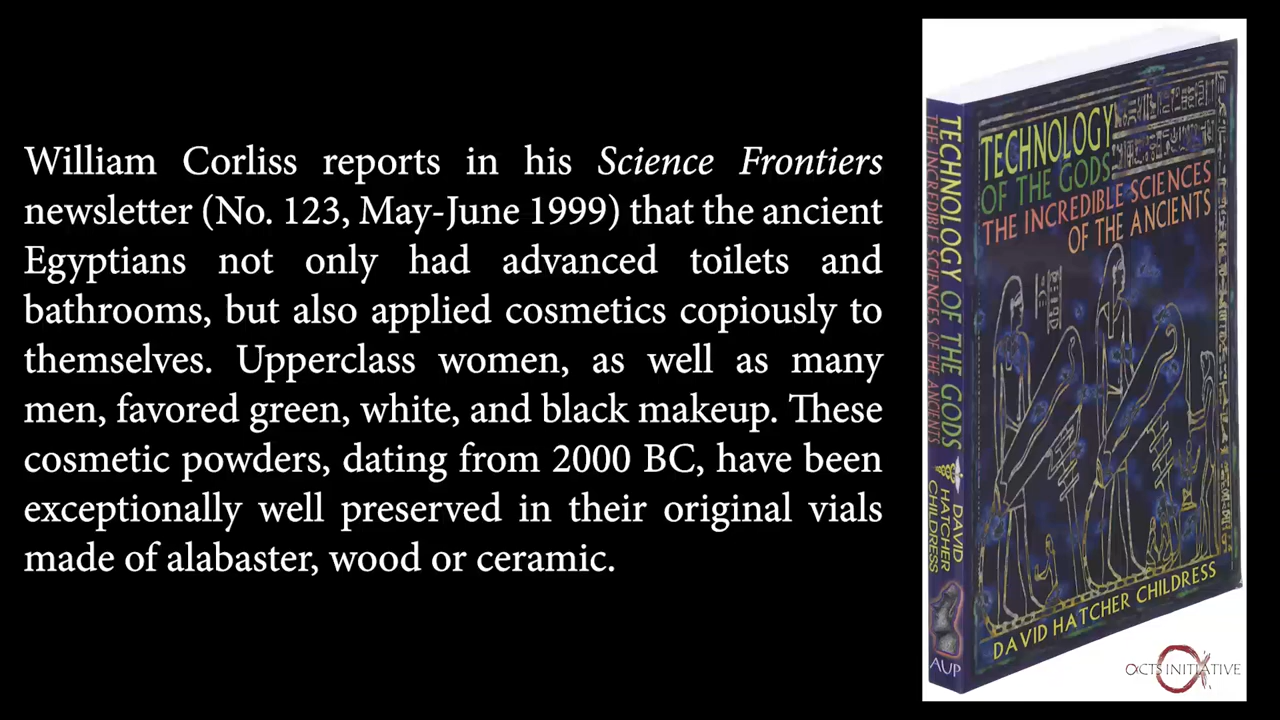 William Corliss reports in his Science Frontiers
newsletter (No. 123, May-June 1999) that the ancient
Egyptians not only had advanced toilets and
bathrooms, but also applied cosmetics copiously to
themselves. Upperclass women, as well as many
men, favored green, white, and black makeup. These
cosmetic powders, dating from 2000 BC, have been
exceptionally well preserved in their original vials
made of alabaster, wood or ceramic.
TECHNOLOGY OF THE GODS
THE INCREDIBLE SCIENCES OF THE ANCIENTS
DAVID
HATCHER
CHILDRESS
AUP
TECHNOLOGY
OF THE GODS
THE INCREDIBLE SCIENCES
OF THE ANCIENTS
DAVID HATCHER CHILDRESS
αCTS INITIATIVE